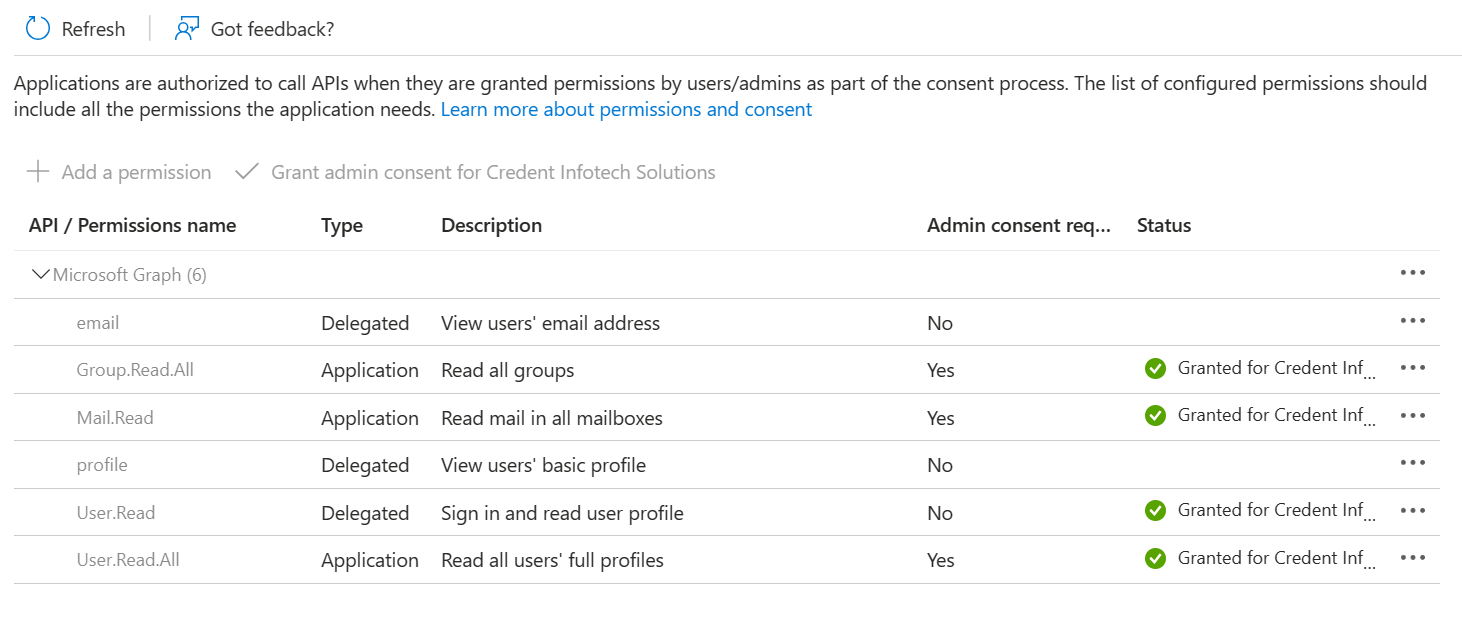 Refresh Got feedback?
Applications are authorized to call APIs when they are granted permissions by users/admins as part of the consent process. The list of configured permissions should
include all the permissions the application needs. Learn more about permissions and consent
Add a permission Grant admin consent for Credent Infotech Solutions
API / Permissions name Type Description Admin consent req... Status
Microsoft Graph (6)
email Delegated View users' email address No
Group.Read.All Application Read all groups Yes Granted for Credent Inf...
Mail.Read Application Read mail in all mailboxes Yes Granted for Credent Inf...
profile Delegated View users' basic profile No
User.Read Delegated Sign in and read user profile No Granted for Credent Inf...
User.Read.All Application Read all users' full profiles Yes Granted for Credent Inf...